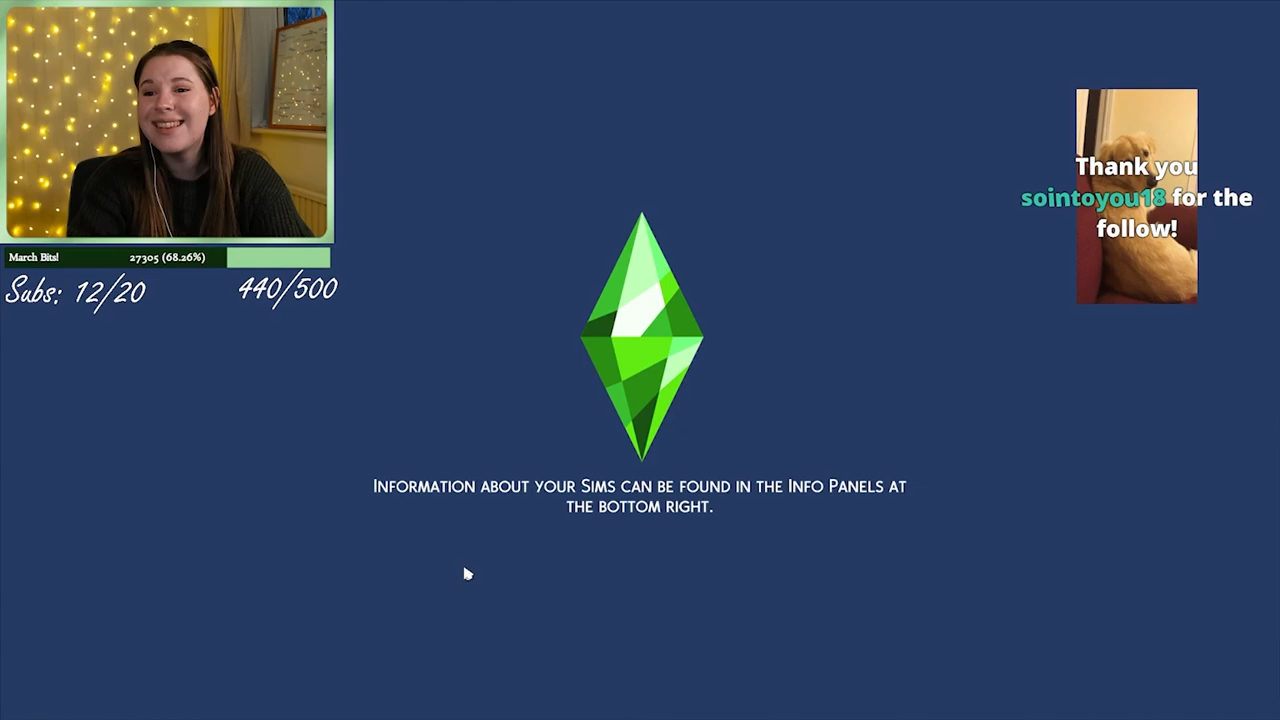 March Bits! 27305 (68.26%)
Subs: 12/20 440/500
Thank you
sointoyou18 for the
follow!
INFORMATION ABOUT YOUR SIMS CAN BE FOUND IN THE INFO PANELS AT
THE BOTTOM RIGHT.